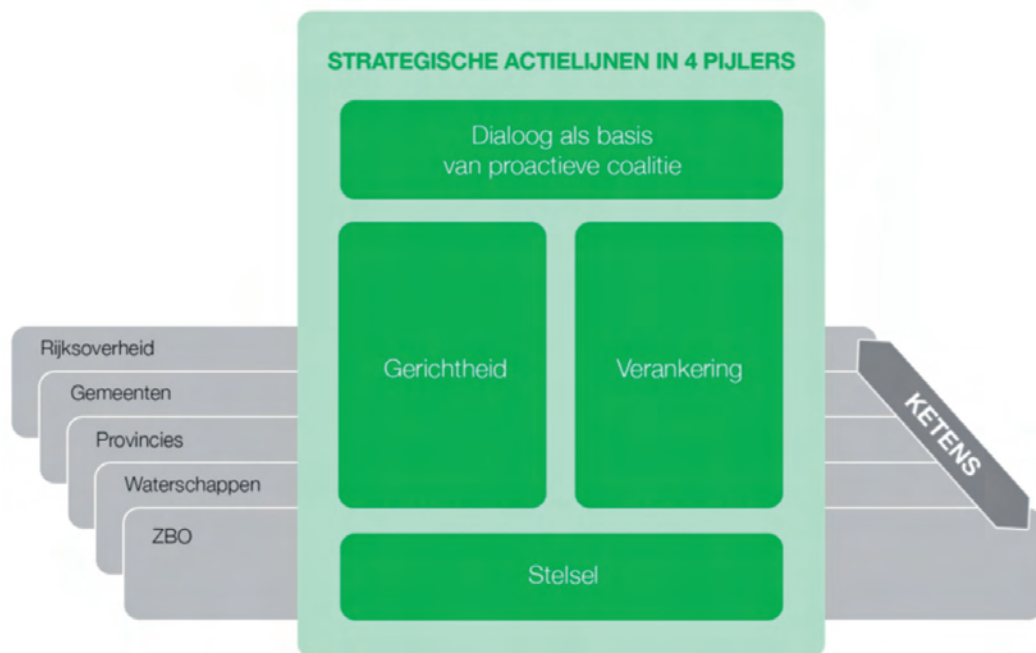 STRATEGISCHE ACTIELIJNEN IN 4 PIJLERS
Dialoog als basis
van proactieve coalitie
Gerichtheid
Verankering
Stelsel
Rijksoverheid
Gemeenten
Provincies
Waterschappen
ZBO
KETENS